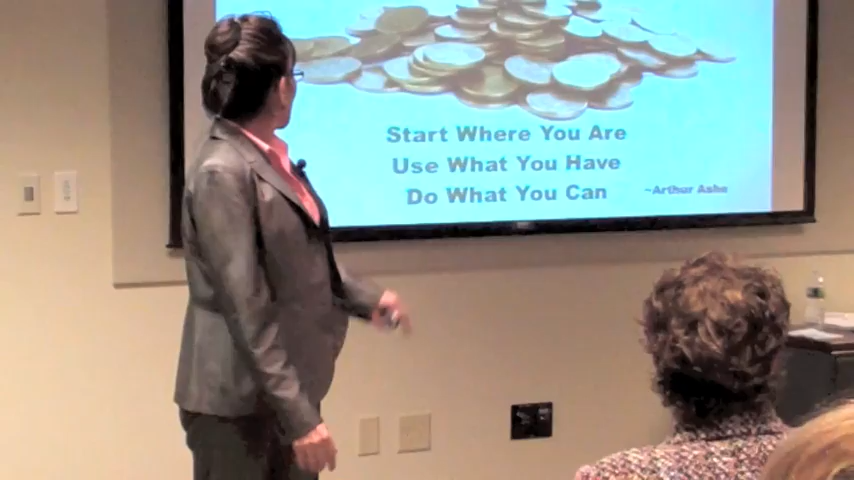 Start Where You Are
Use What You Have
Do What You Can
~Arthur Ashe